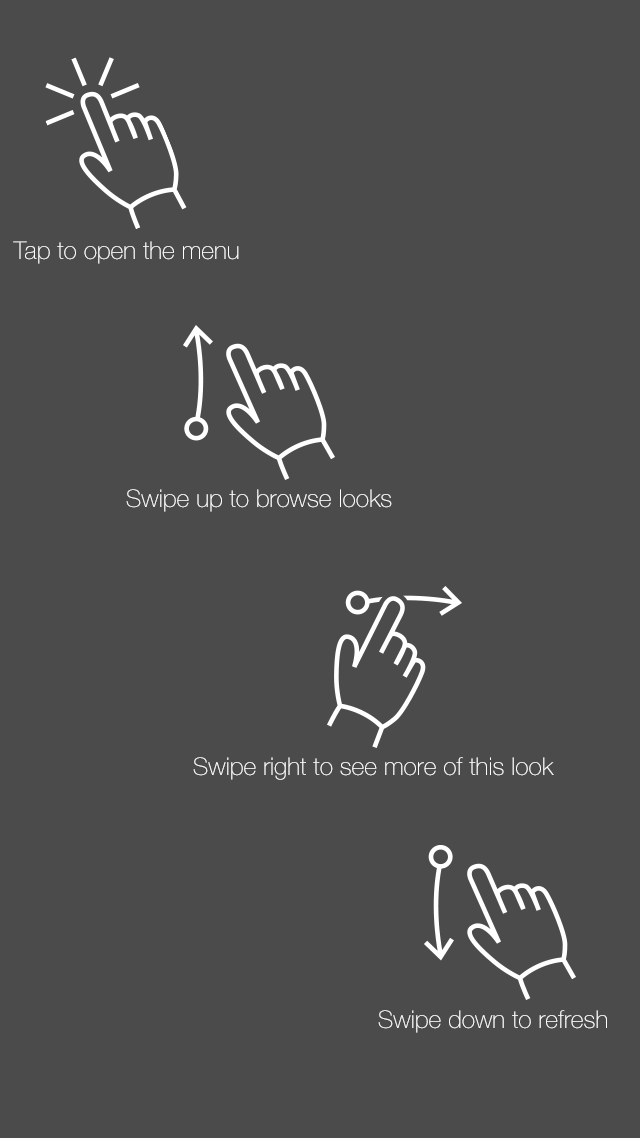 Tap to open the menu
Swipe up to browse looks
Swipe right to see more of this look
Swipe down to refresh